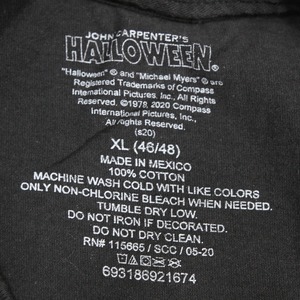 JOHN CARPENTER'S
HALLOWEEN
"Halloween" ® and "Michael Myers" ® are
Registered Trademarks of Compass
International Pictures, Inc., All Rights
Reserved. ©1978, 2020 Compass
International Pictures, Inc.
All Rights Reserved.
(s20)
XL (46/48)
MADE IN MEXICO
100% COTTON
MACHINE WASH COLD WITH LIKE COLORS
ONLY NON-CHLORINE BLEACH WHEN NEEDED.
TUMBLE DRY LOW.
DO NOT IRON IF DECORATED.
DO NOT DRY CLEAN.
RN# 115665 / SCC / 05-20
693186921674